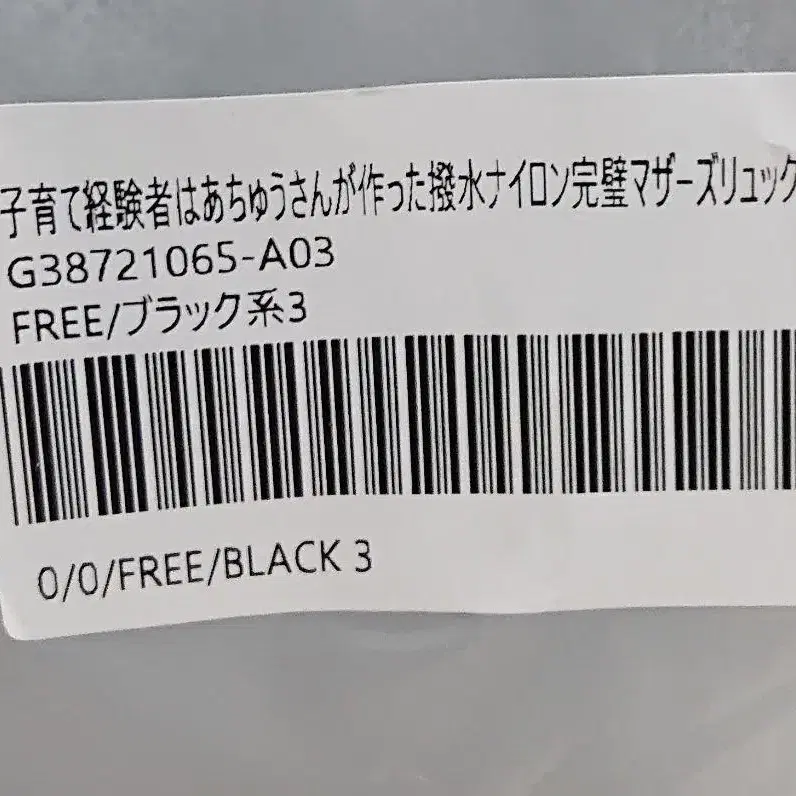 子育て経験者はあちゅうさんが作った撥水ナイロン完璧マザーズリュック
G38721065-A03
FREE/ブラック系3
0/0/FREE/BLACK 3